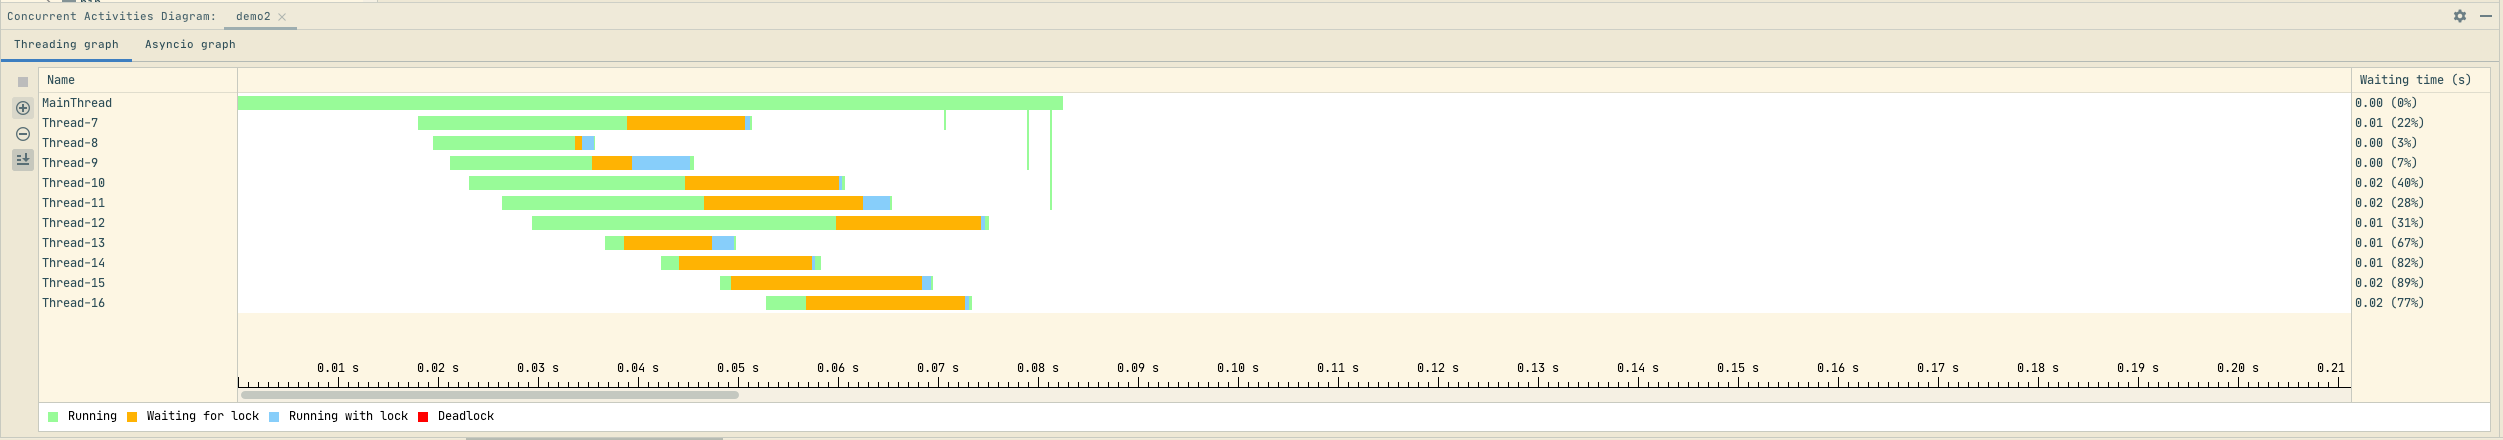 Concurrent Activities Diagram: demo2
Threading graph Asyncio graph
Name Waiting time (s)
MainThread 0.00 (0%)
Thread-7 0.01 (22%)
Thread-8 0.00 (3%)
Thread-9 0.00 (7%)
Thread-10 0.02 (40%)
Thread-11 0.02 (28%)
Thread-12 0.01 (31%)
Thread-13 0.01 (67%)
Thread-14 0.01 (82%)
Thread-15 0.02 (89%)
Thread-16 0.02 (77%)
0.01 s 0.02 s 0.03 s 0.04 s 0.05 s 0.06 s 0.07 s 0.08 s 0.09 s 0.10 s 0.11 s 0.12 s 0.13 s 0.14 s 0.15 s 0.16 s 0.17 s 0.18 s 0.19 s 0.20 s 0.21
Running Waiting for lock Running with lock Deadlock